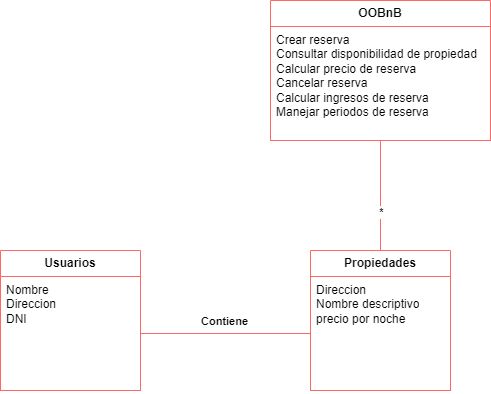 OOBnB
Crear reserva
Consultar disponibilidad de propiedad
Calcular precio de reserva
Cancelar reserva
Calcular ingresos de reserva
Manejar periodos de reserva
*
Usuarios
Nombre
Direccion
DNI
Contiene
Propiedades
Direccion
Nombre descriptivo
precio por noche